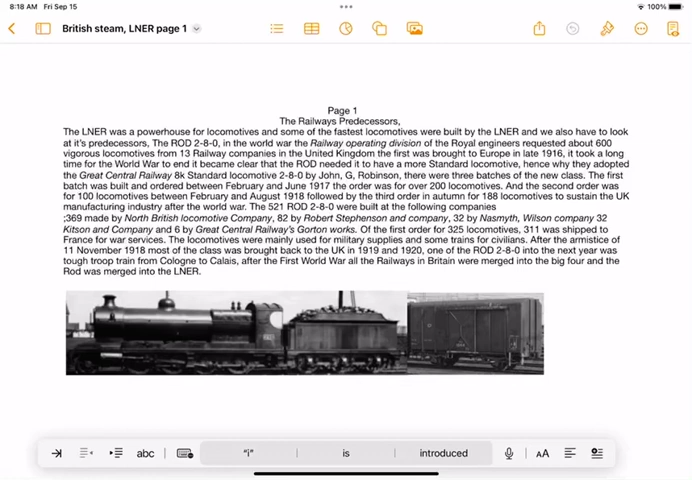 8:18 AM Fri Sep 15
100%
British steam, LNER page 1
Page 1
The Railways Predecessors,
The LNER was a powerhouse for locomotives and some of the fastest locomotives were built by the LNER and we also have to look
at it's predecessors, The ROD 2-8-0, in the world war the Railway operating division of the Royal engineers requested about 600
vigorous locomotives from 13 Railway companies in the United Kingdom the first was brought to Europe in late 1916, it took a long
time for the World War to end it became clear that the ROD needed it to have a more Standard locomotive, hence why they adopted
the Great Central Railway 8k Standard locomotive 2-8-0 by John, G, Robinson, there were three batches of the new class. The first
batch was built and ordered between February and June 1917 the order was for over 200 locomotives. And the second order was
for 100 locomotives between February and August 1918 followed by the third order in autumn for 188 locomotives to sustain the UK
manufacturing industry after the world war. The 521 ROD 2-8-0 were built at the following companies
;369 made by North British locomotive Company, 82 by Robert Stephenson and company, 32 by Nasmyth, Wilson company 32
Kitson and Company and 6 by Great Central Railway's Gorton works. Of the first order for 325 locomotives, 311 was shipped to
France for war services. The locomotives were mainly used for military supplies and some trains for civilians. After the armistice of
11 November 1918 most of the class was brought back to the UK in 1919 and 1920, one of the ROD 2-8-0 into the next year was
tough troop train from Cologne to Calais, after the First World War all the Railways in Britain were merged into the big four and the
Rod was merged into the LNER.
abc "i" is introduced AA